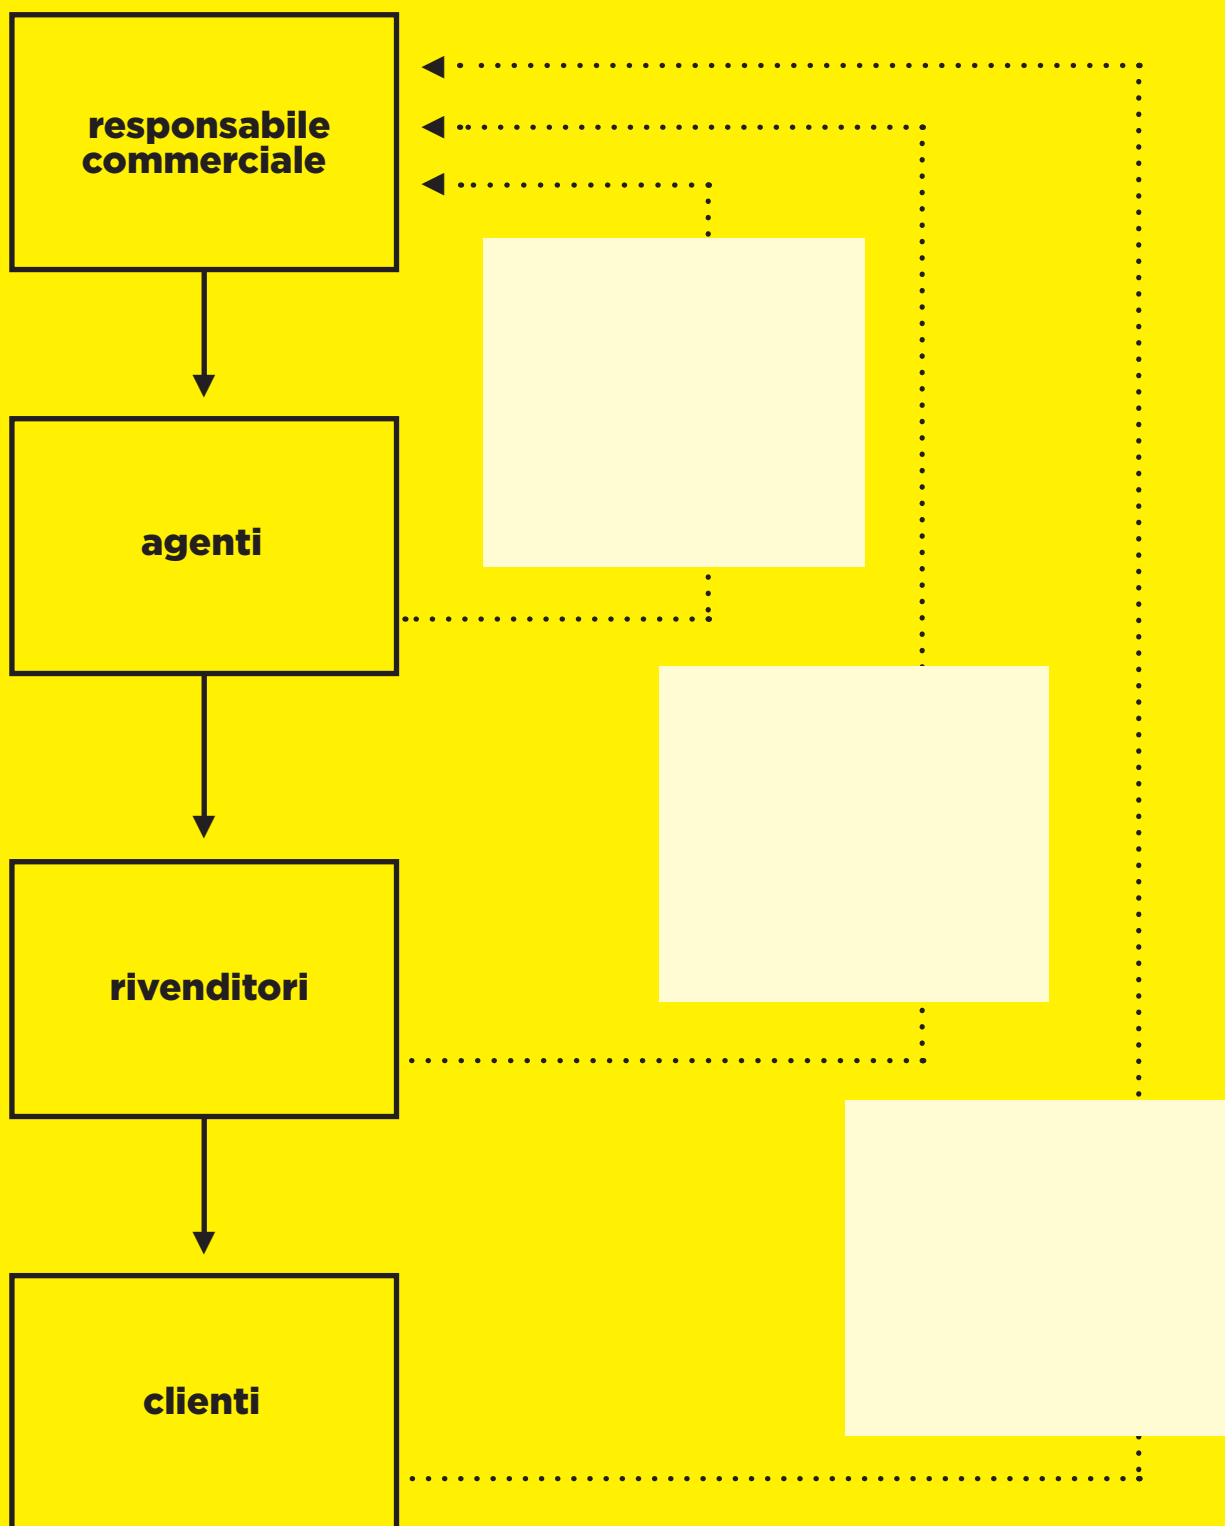 responsabile
commerciale
agenti
rivenditori
clienti